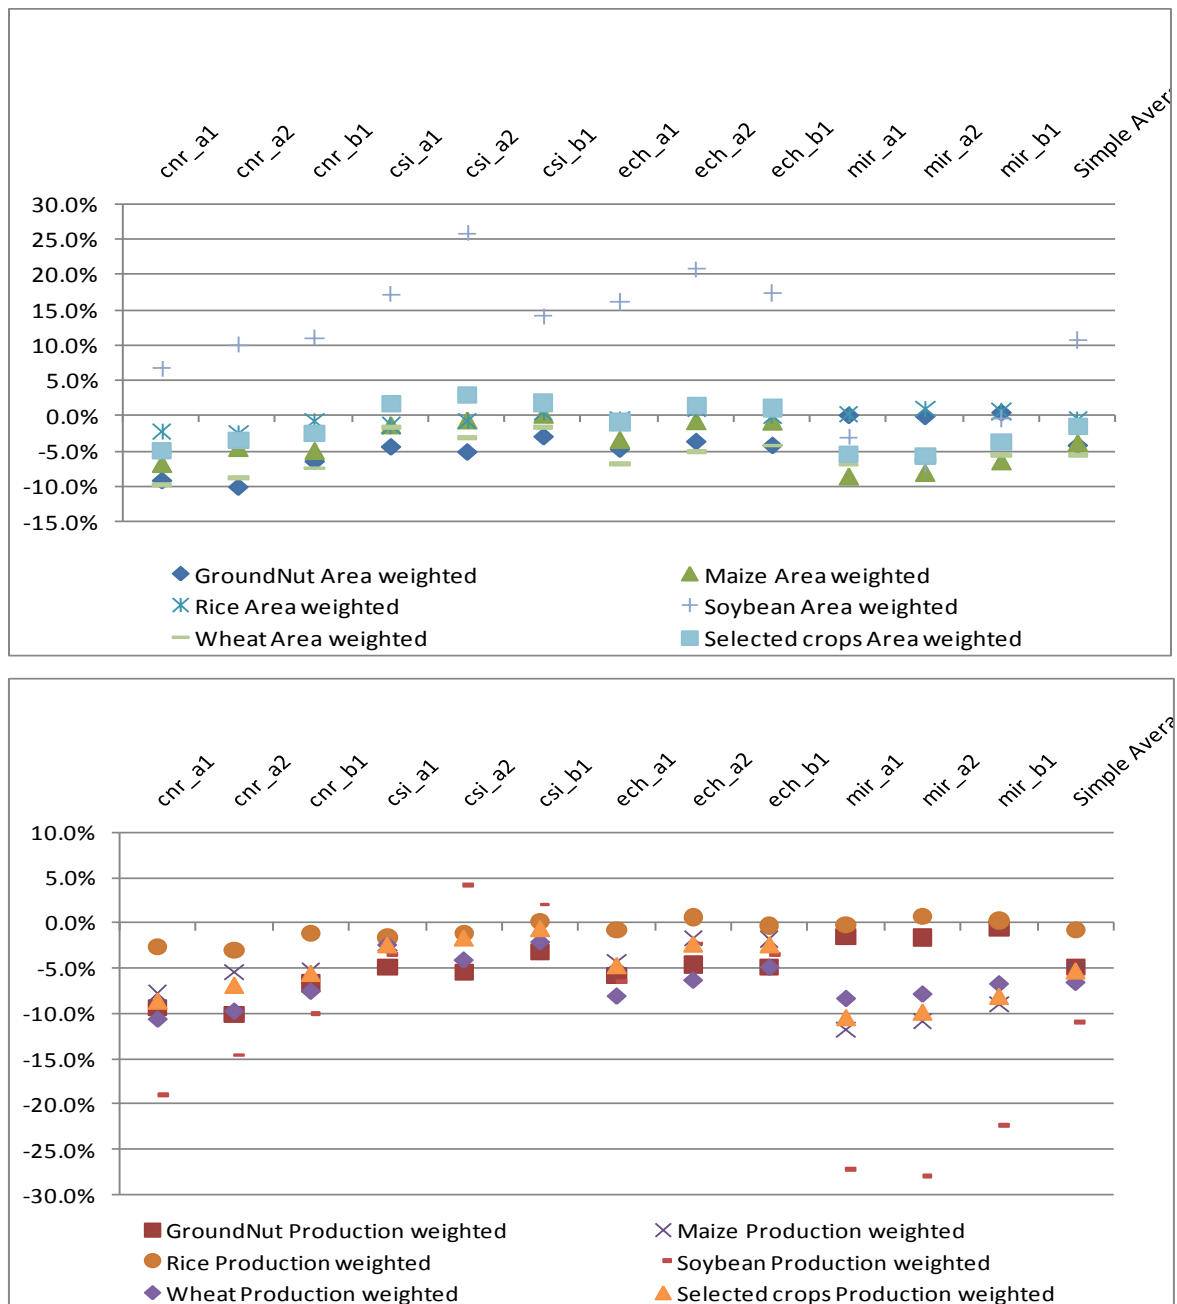 cnr_a1 cnr_a2 cnr_b1 csi_a1 csi_a2 csi_b1 ech_a1 ech_a2 ech_b1 mir_a1 mir_a2 mir_b1 Simple Avera
30.0%
25.0%
20.0%
15.0%
10.0%
5.0%
0.0%
-5.0%
-10.0%
-15.0%
GroundNut Area weighted Maize Area weighted
Rice Area weighted Soybean Area weighted
Wheat Area weighted Selected crops Area weighted
cnr_a1 cnr_a2 cnr_b1 csi_a1 csi_a2 csi_b1 ech_a1 ech_a2 ech_b1 mir_a1 mir_a2 mir_b1 Simple Avera
10.0%
5.0%
0.0%
-5.0%
-10.0%
-15.0%
-20.0%
-25.0%
-30.0%
GroundNut Production weighted Maize Production weighted
Rice Production weighted Soybean Production weighted
Wheat Production weighted Selected crops Production weighted